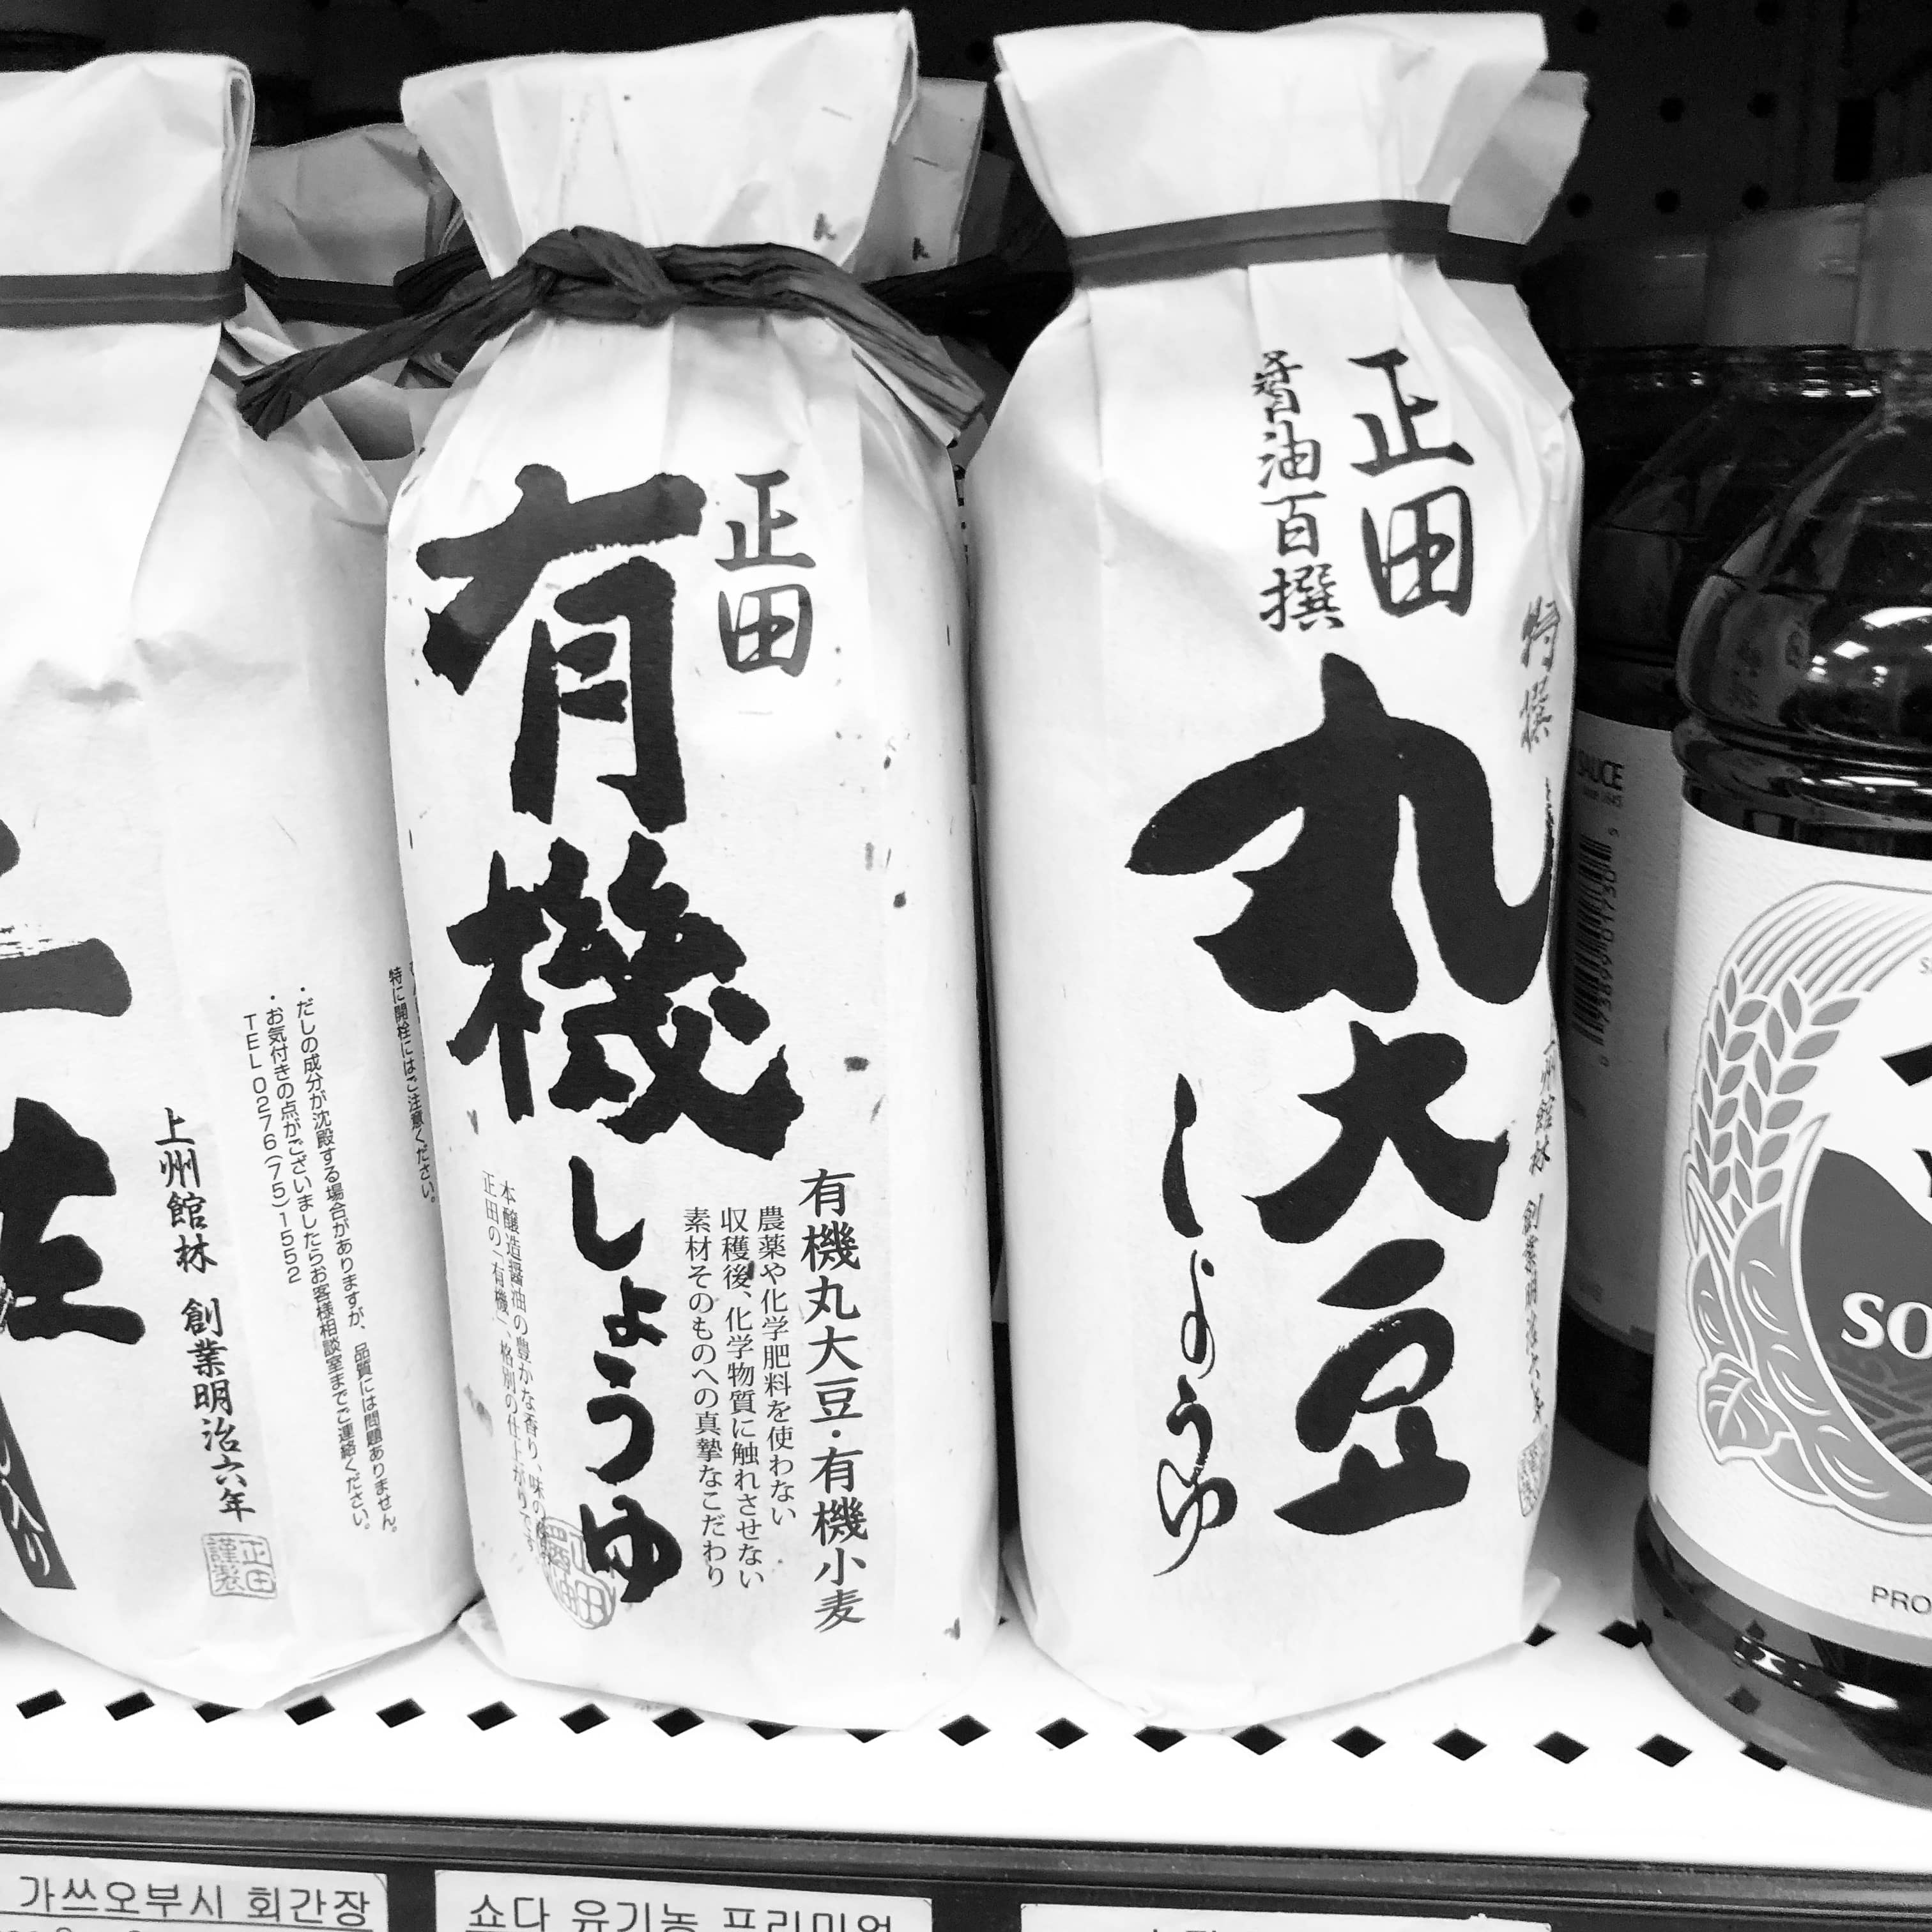 ・だしの成分が沈殿する場合がありますが、品質には問題ありません。
・お気付きの点がございましたらお客様相談室までご連絡ください。
TEL 0276(75)1552
上州館林 創業明治六年
正田
謹製
特に開栓にはご注意ください。
正田
有機
しょうゆ
有機丸大豆・有機小麦
農薬や化学肥料を使わない
収穫後、化学物質に触れさせない
素材そのものへの真摯なこだわり
本醸造醤油の豊かな香り、味の
正田の「有機」、格別の仕上がりです。
正田
醤油百撰
特撰
丸大豆
しょうゆ
館林 創業明治六年
SAUCE
SO
PRO
가쓰오부시 회간장
쇼다 유기농 프리미엄